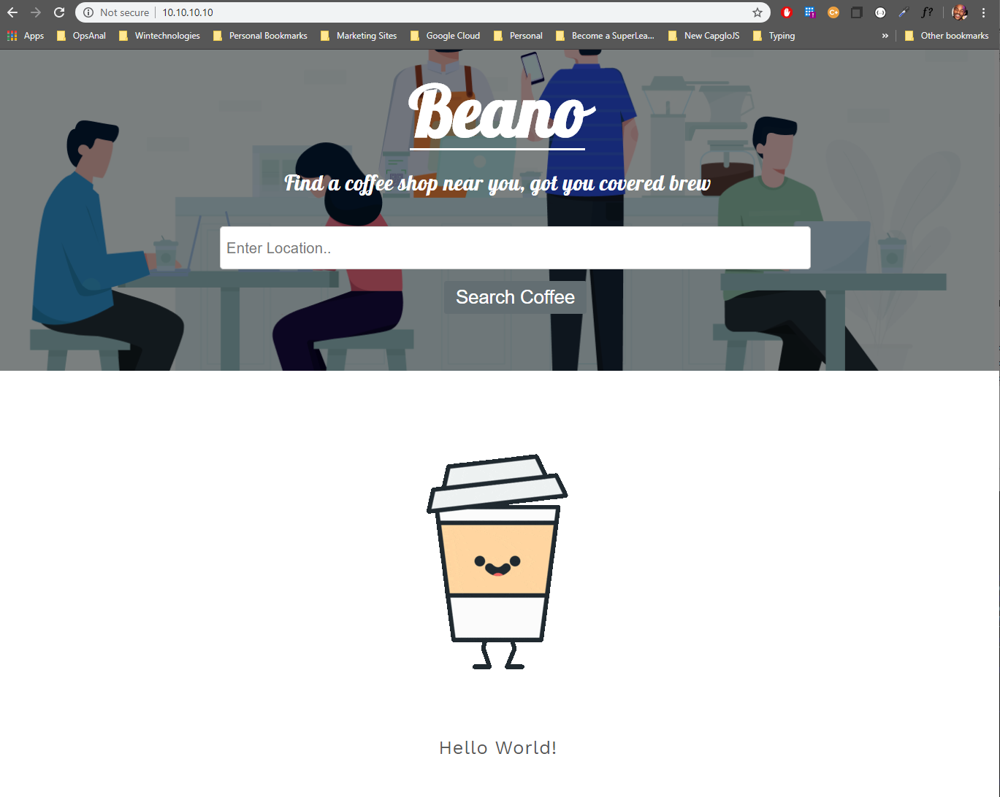 Not secure 10.10.10.10
Apps OpsAnal Wintechnologies Personal Bookmarks Marketing Sites Google Cloud Personal Become a SuperLea... New CapgloJS Typing » Other bookmarks
Beano
Find a coffee shop near you, got you covered brew
Enter Location..
Search Coffee
Hello World!